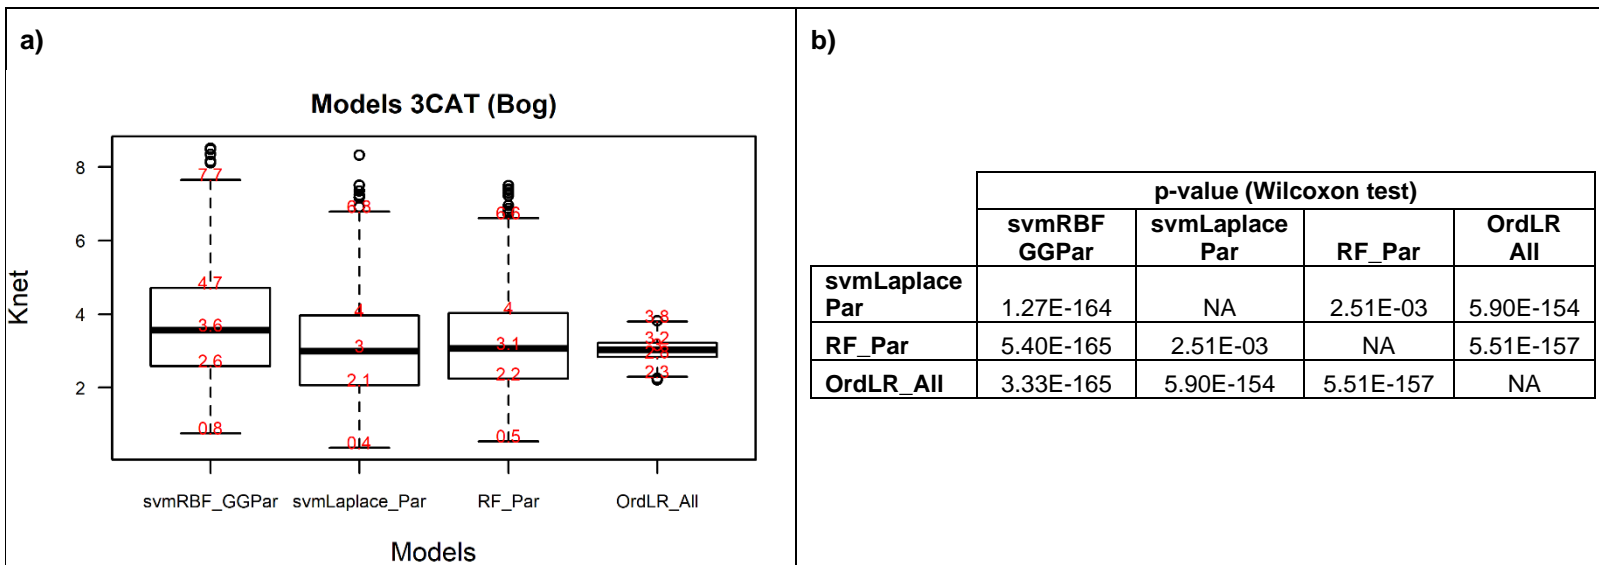 a)
Models 3CAT (Bog)
Knet
8
6
4
2
7.7
4.7
3.6
2.6
0.8
6.8
4
3
2.1
0.4
6.6
4
3.1
2.2
0.5
3.8
3.2
2.3
svmRBF_GGPar svmLaplace_Par RF_Par OrdLR_All
Models
b)
p-value (Wilcoxon test)
svmRBF GGPar
svmLaplace Par
RF_Par
OrdLR All
svmLaplace Par 1.27E-164 NA 2.51E-03 5.90E-154
RF_Par 5.40E-165 2.51E-03 NA 5.51E-157
OrdLR_All 3.33E-165 5.90E-154 5.51E-157 NA